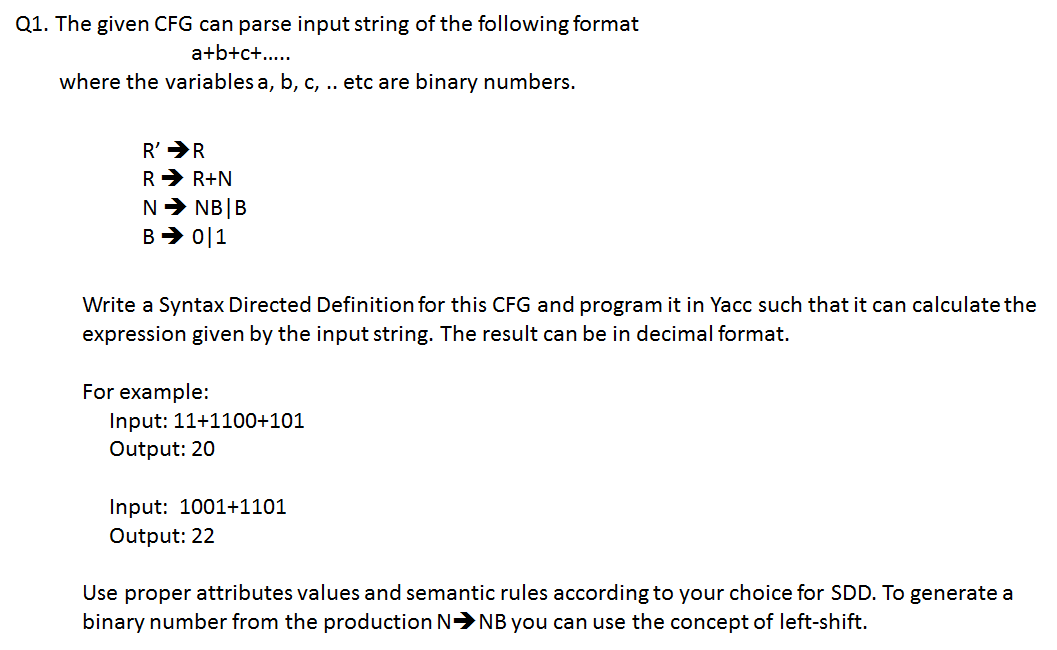 Q1. The given CFG can parse input string of the following format
a+b+c+.....
where the variables a, b, c, .. etc are binary numbers.
R’ 🡺 R
R 🡺 R+N
N 🡺 NB|B
B 🡺 0|1
Write a Syntax Directed Definition for this CFG and program it in Yacc such that it can calculate the
expression given by the input string. The result can be in decimal format.
For example:
Input: 11+1100+101
Output: 20
Input: 1001+1101
Output: 22
Use proper attributes values and semantic rules according to your choice for SDD. To generate a
binary number from the production N🡺 NB you can use the concept of left-shift.